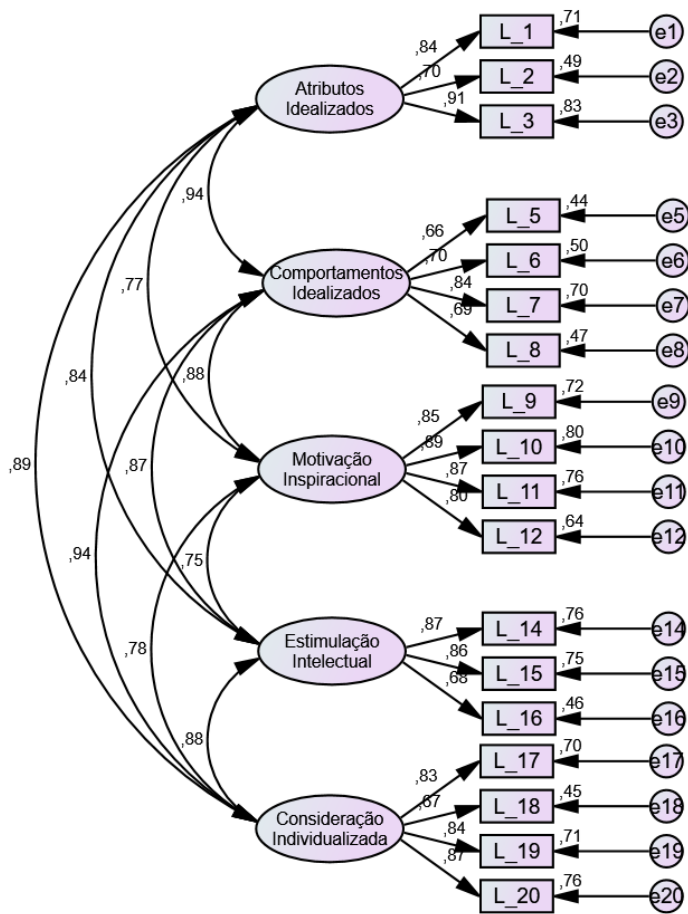 ,71
,84
L_1
e1
,49
,70
L_2
e2
Atributos
Idealizados
,91
,83
L_3
e3
,94
,44
,66
L_5
e5
,50
,70
L_6
e6
Comportamentos
Idealizados
,84
,70
L_7
e7
,69
,47
L_8
e8
,77
,84
,89
,88
,72
,85
L_9
e9
,80
,89
L_10
e10
Motivação
Inspiracional
,87
,76
L_11
e11
,80
,64
L_12
e12
,87
,94
,75
,76
,87
L_14
e14
,86
,75
L_15
e15
Estimulação
Intelectual
,68
,46
L_16
e16
,78
,88
,70
,83
L_17
e17
,67
,45
L_18
e18
Consideração
Individualizada
,84
,71
L_19
e19
,87
,76
L_20
e20